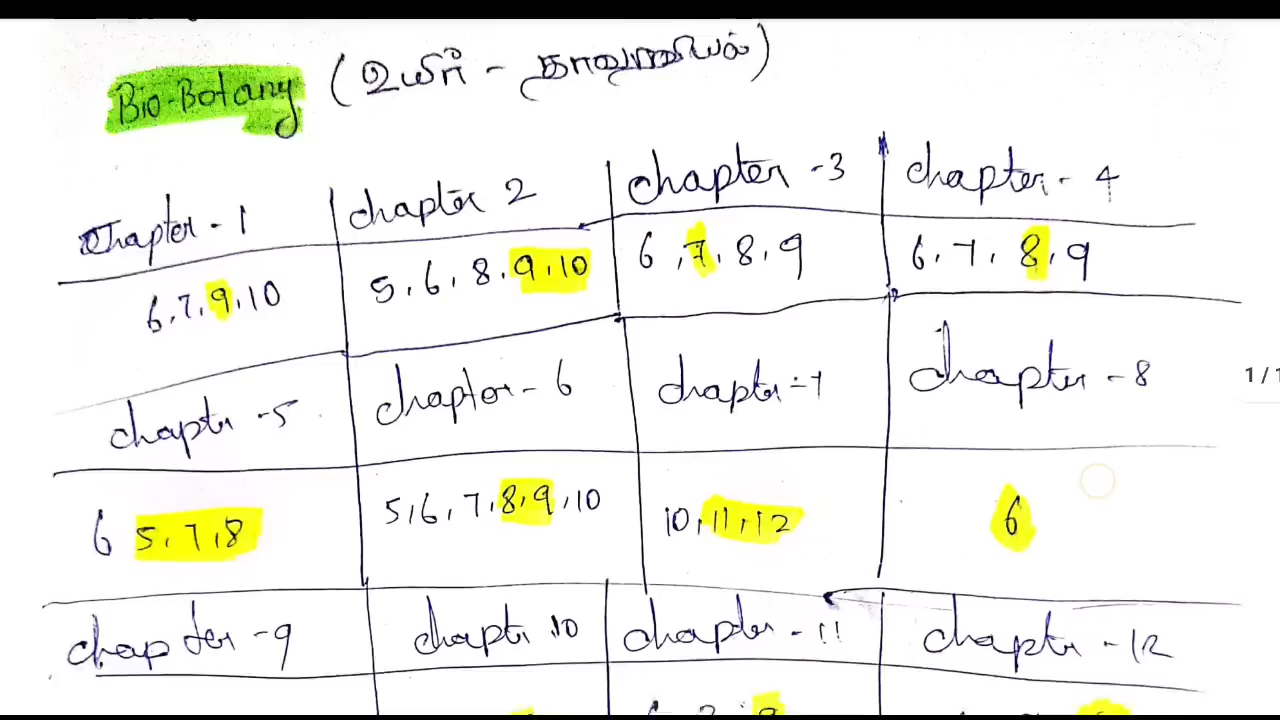 Bio-Botany (உயிர் - தாவரவியல்)
chapter - 1 chapter 2 chapter - 3 chapter - 4
6, 7, 9, 10 5, 6, 8, 9, 10 6, 7, 8, 9 6, 7, 8, 9
chapter - 5 chapter - 6 chapter - 7 chapter - 8
6 5, 7, 8 5, 6, 7, 8, 9, 10 10, 11, 12 6
1/1
chapter - 9 chapt 10 chapter - 11 chapter - 12